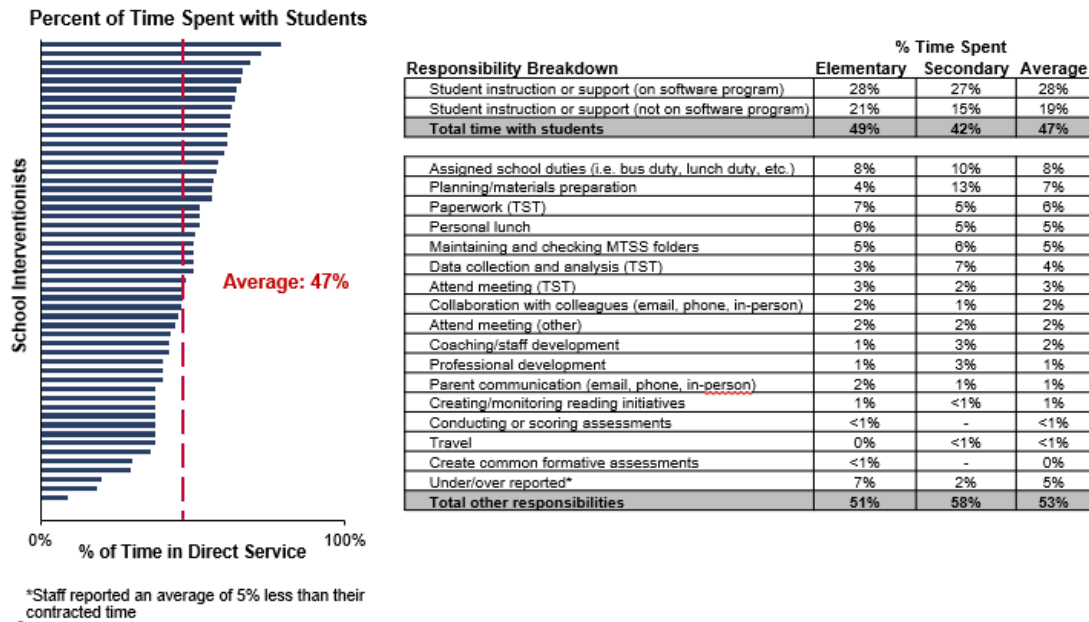 Percent of Time Spent with Students
School Interventionists
Average: 47%
0%
100%
% of Time in Direct Service
*Staff reported an average of 5% less than their
contracted time
% Time Spent
Responsibility Breakdown Elementary Secondary Average
Student instruction or support (on software program) 28% 27% 28%
Student instruction or support (not on software program) 21% 15% 19%
Total time with students 49% 42% 47%
Assigned school duties (i.e. bus duty, lunch duty, etc.) 8% 10% 8%
Planning/materials preparation 4% 13% 7%
Paperwork (TST) 7% 5% 6%
Personal lunch 6% 5% 5%
Maintaining and checking MTSS folders 5% 6% 5%
Data collection and analysis (TST) 3% 7% 4%
Attend meeting (TST) 3% 2% 3%
Collaboration with colleagues (email, phone, in-person) 2% 1% 2%
Attend meeting (other) 2% 2% 2%
Coaching/staff development 1% 3% 2%
Professional development 1% 3% 1%
Parent communication (email, phone, in-person) 2% 1% 1%
Creating/monitoring reading initiatives 1% <1% 1%
Conducting or scoring assessments <1% - <1%
Travel 0% <1% <1%
Create common formative assessments <1% - 0%
Under/over reported* 7% 2% 5%
Total other responsibilities 51% 58% 53%